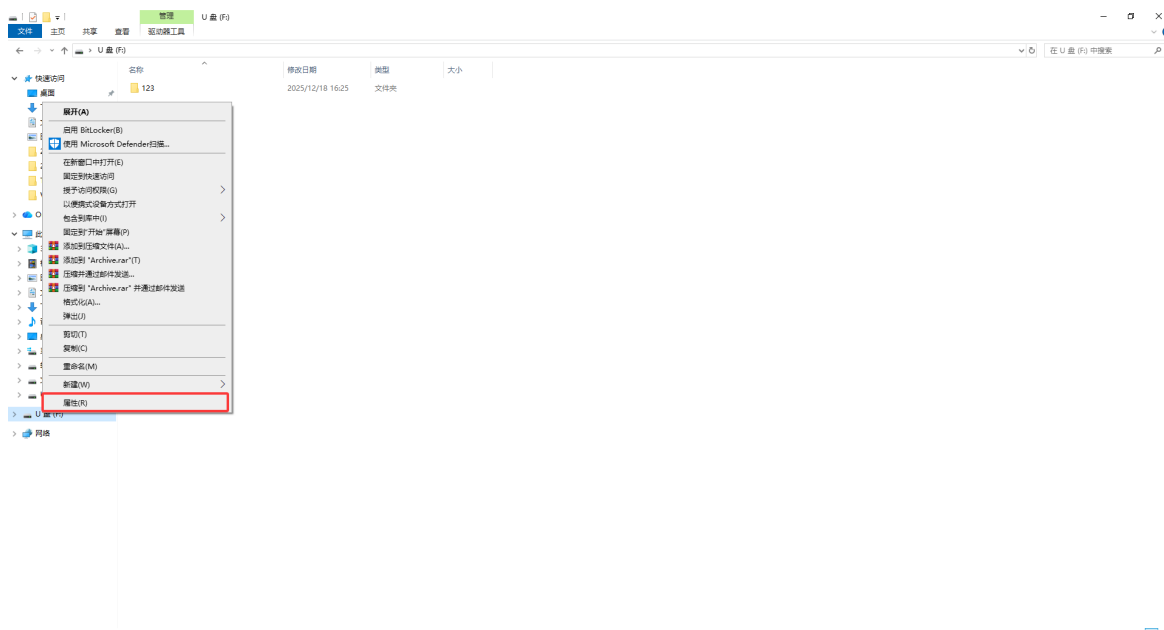 管理
U 盘 (F:)
文件
主页
共享
查看
驱动器工具
U 盘 (F:)
在 U 盘 (F:) 中搜索
名称
修改日期
类型
大小
快速访问
桌面
123
2025/12/18 16:25
文件夹
展开(A)
启用 BitLocker(B)
使用 Microsoft Defender扫描...
在新窗口中打开(E)
固定到快速访问
授予访问权限(G)
以便携式设备方式打开
包含到库中(I)
固定到"开始"屏幕(P)
添加到压缩文件(A)...
添加到 "Archive.rar"(T)
压缩并通过邮件发送...
压缩到 "Archive.rar" 并通过邮件发送
格式化(A)...
弹出(J)
剪切(T)
复制(C)
重命名(M)
新建(W)
属性(R)
U 盘 (F:)
网络